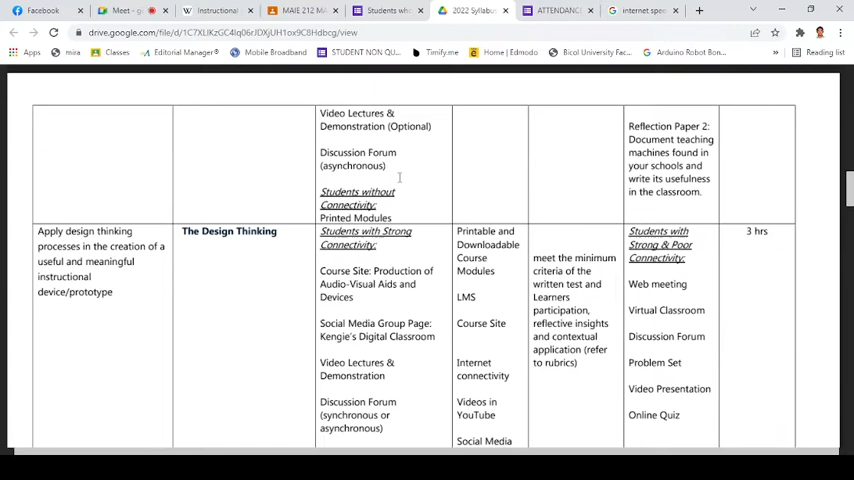 Facebook
Meet - g
Instructional
MAIE 212 M
Students wh
2022 Syllabus
ATTENDANC
internet spee
drive.google.com/file/d/1C7XLIKzGC4lq06rJDXjUH1ox9C8Hdbcg/view
Apps
mira
Classes
Editorial Manager®
Mobile Broadband
STUDENT NON QU...
Timify.me
Home | Edmodo
Bicol University Fac...
Arduino Robot Bon...
»
Reading list
Video Lectures &
Demonstration (Optional)
Discussion Forum
(asynchronous)
Students without
Connectivity:
Printed Modules
Reflection Paper 2:
Document teaching
machines found in
your schools and
write its usefulness
in the classroom.
Apply design thinking
processes in the creation of a
useful and meaningful
instructional
device/prototype
The Design Thinking
Students with Strong
Connectivity:
Course Site: Production of
Audio-Visual Aids and
Devices
Social Media Group Page:
Kengie's Digital Classroom
Video Lectures &
Demonstration
Discussion Forum
(synchronous or
asynchronous)
Printable and
Downloadable
Course
Modules
LMS
Course Site
Internet
connectivity
Videos in
YouTube
Social Media
meet the minimum
criteria of the
written test and
Learners
participation,
reflective insights
and contextual
application (refer
to rubrics)
Students with
Strong & Poor
Connectivity:
Web meeting
Virtual Classroom
Discussion Forum
Problem Set
Video Presentation
Online Quiz
3 hrs